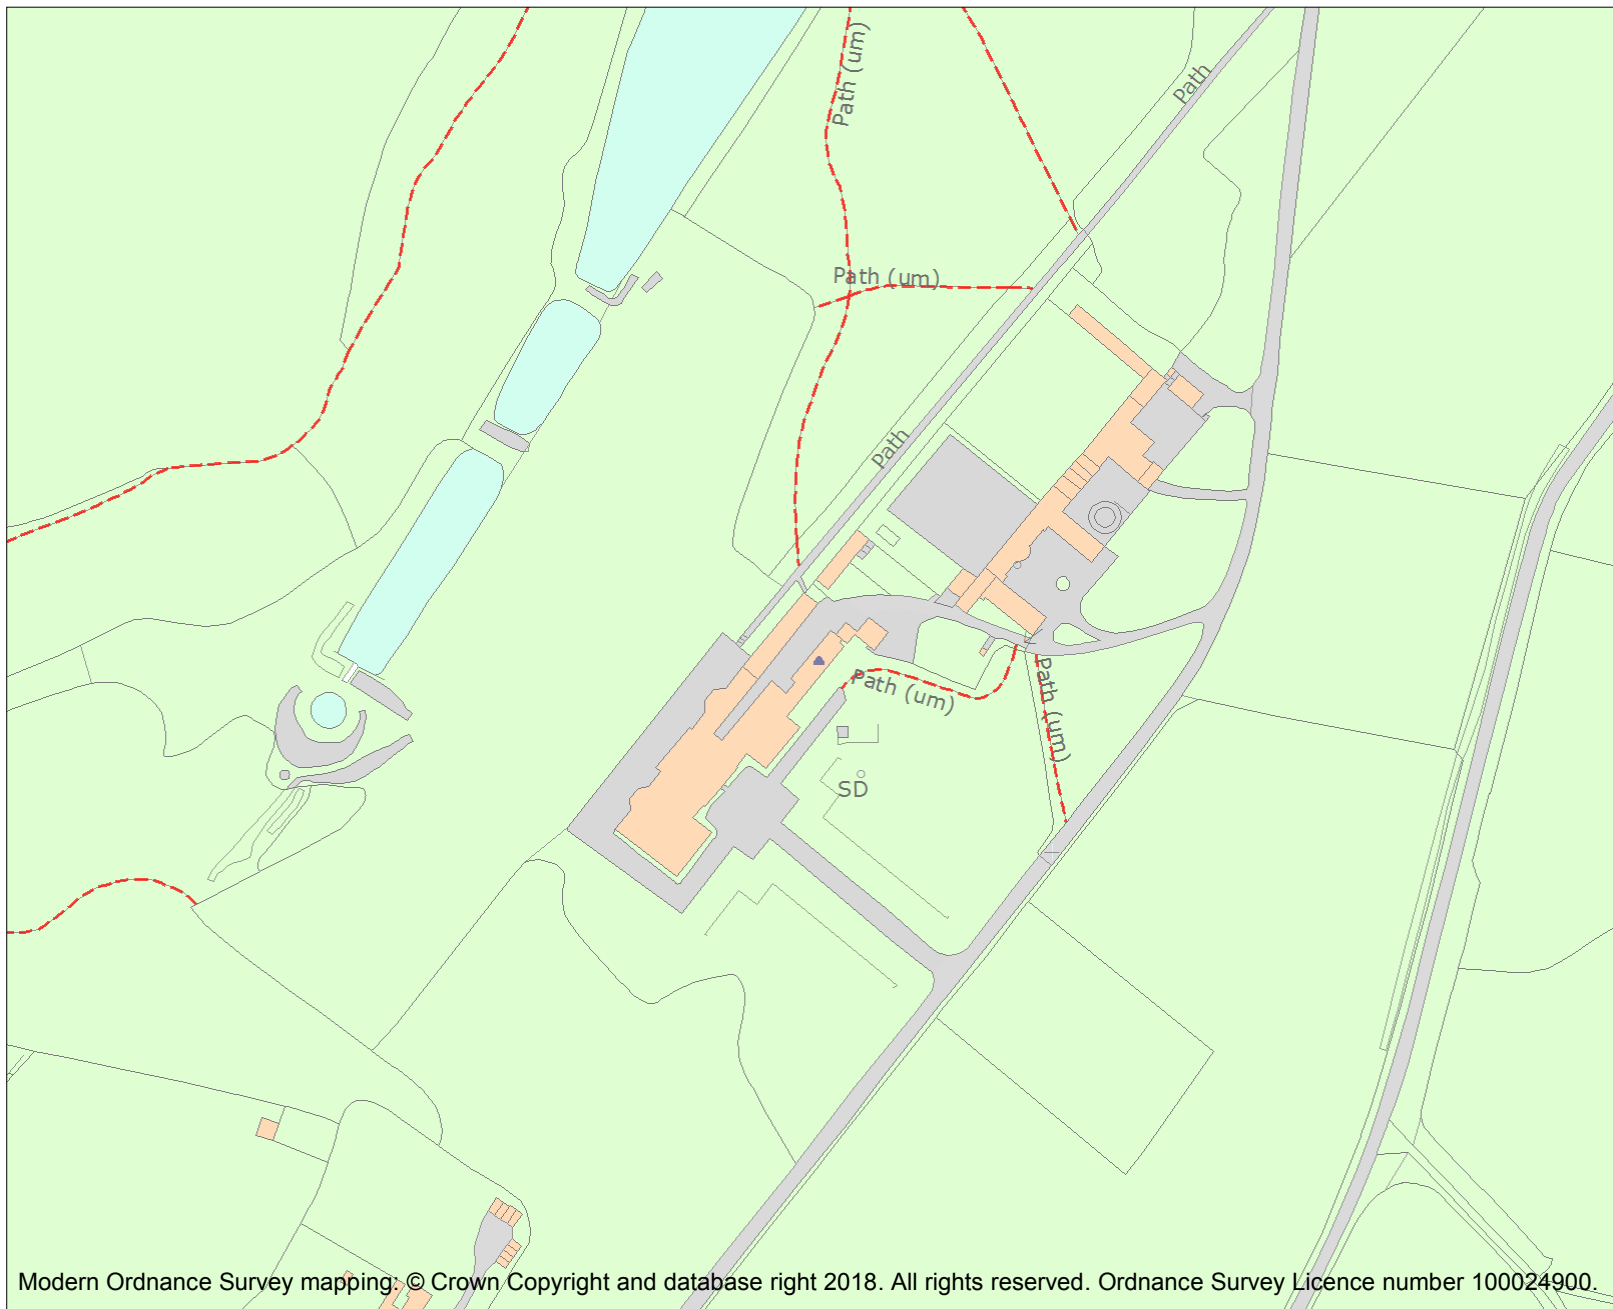 Path (um)
Path
Path (um)
Path
Path (um)
Path (um)
SD
Modern Ordnance Survey mapping: © Crown Copyright and database right 2018. All rights reserved. Ordnance Survey Licence number 100024900.